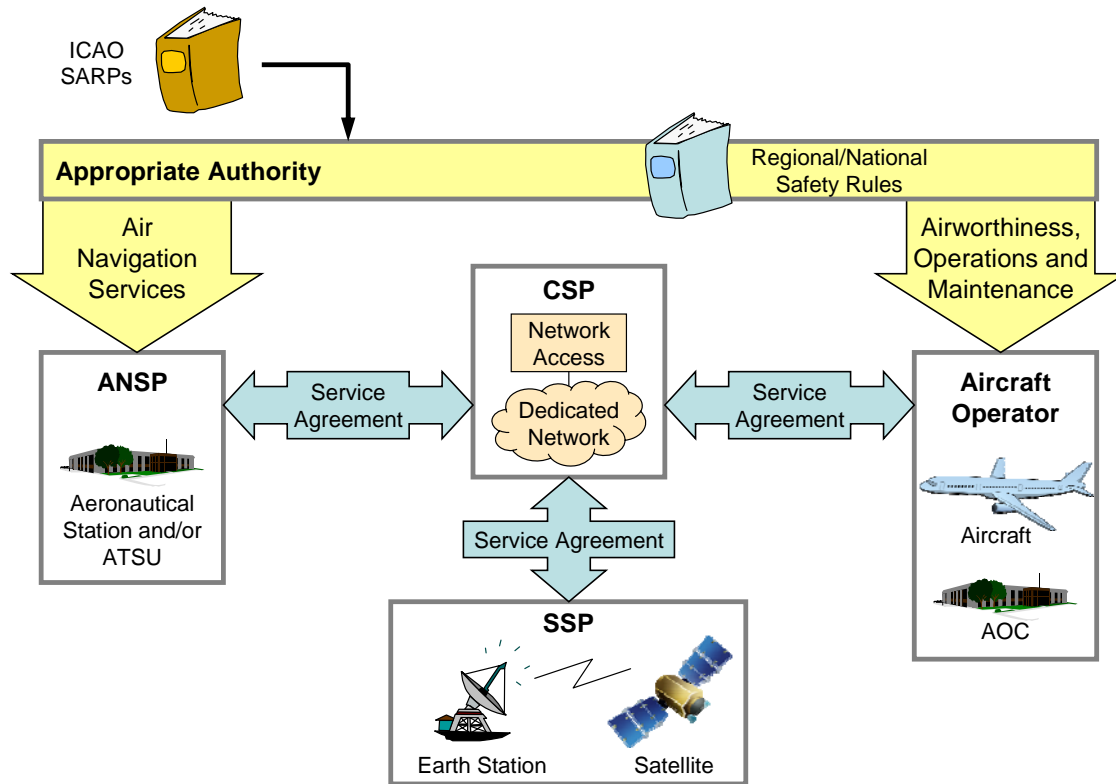 ICAO
SARPs
Appropriate Authority
Regional/National
Safety Rules
Air
Navigation
Services
Airworthiness,
Operations and
Maintenance
CSP
Network
Access
Dedicated
Network
ANSP
Aeronautical
Station and/or
ATSU
Service
Agreement
Service
Agreement
Aircraft
Operator
Aircraft
AOC
Service Agreement
SSP
Earth Station
Satellite